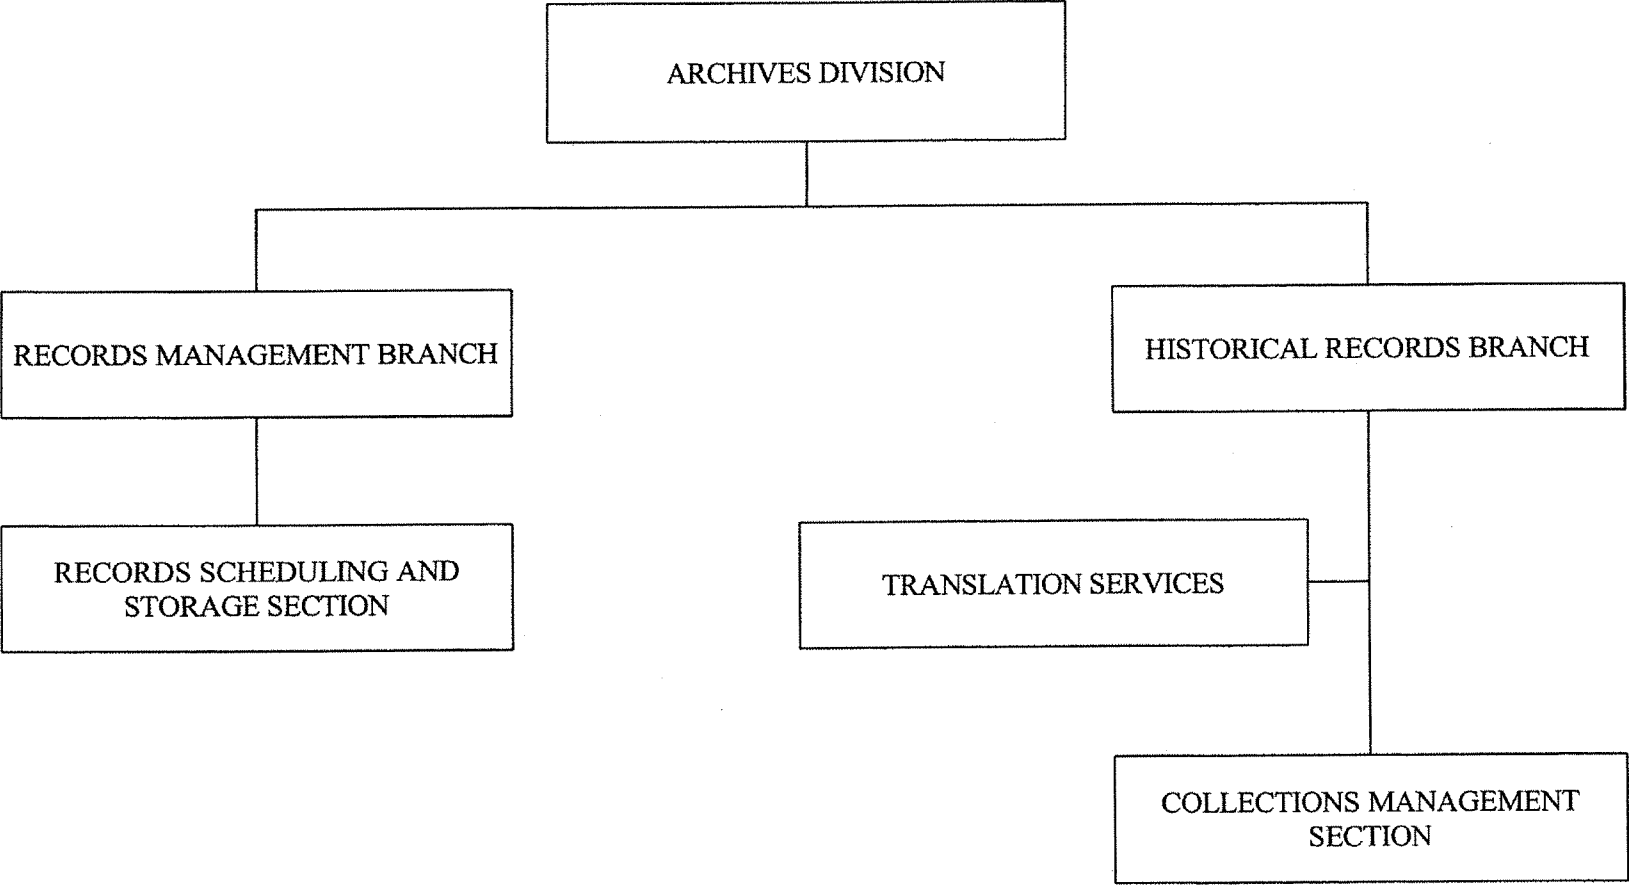 ARCHIVES DIVISION
RECORDS MANAGEMENT BRANCH
HISTORICAL RECORDS BRANCH
RECORDS SCHEDULING AND
STORAGE SECTION
TRANSLATION SERVICES
COLLECTIONS MANAGEMENT
SECTION